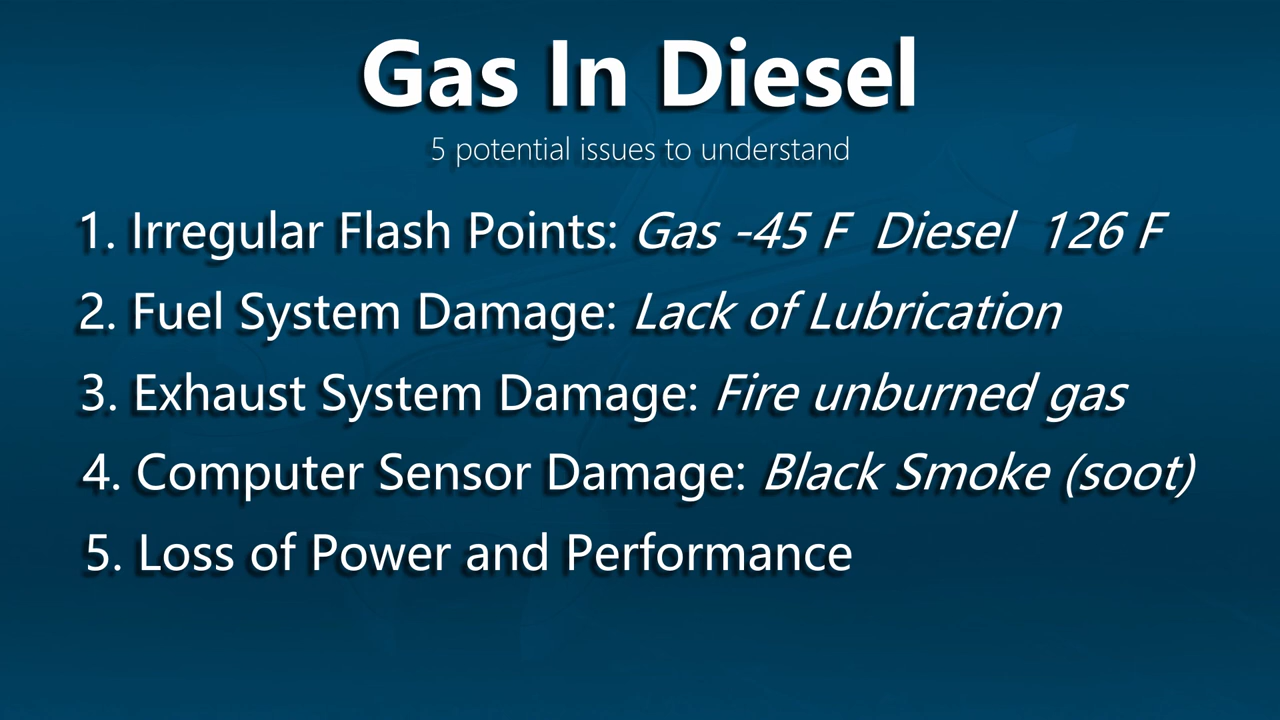 Gas In Diesel
5 potential issues to understand
1. Irregular Flash Points: Gas -45 F  Diesel  126 F
2. Fuel System Damage: Lack of Lubrication
3. Exhaust System Damage: Fire unburned gas
4. Computer Sensor Damage: Black Smoke (soot)
5. Loss of Power and Performance